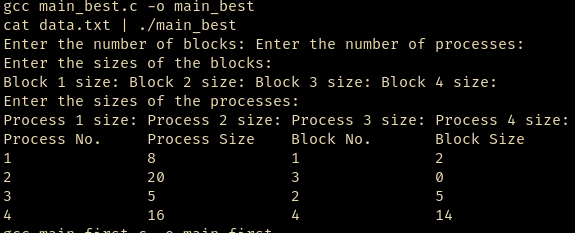 gcc main_best.c -o main_best
cat data.txt | ./main_best
Enter the number of blocks: Enter the number of processes:
Enter the sizes of the blocks:
Block 1 size: Block 2 size: Block 3 size: Block 4 size:
Enter the sizes of the processes:
Process 1 size: Process 2 size: Process 3 size: Process 4 size:
Process No. Process Size Block No. Block Size
1 8 1 2
2 20 3 0
3 5 2 5
4 16 4 14
gcc main_first.c -o main_first